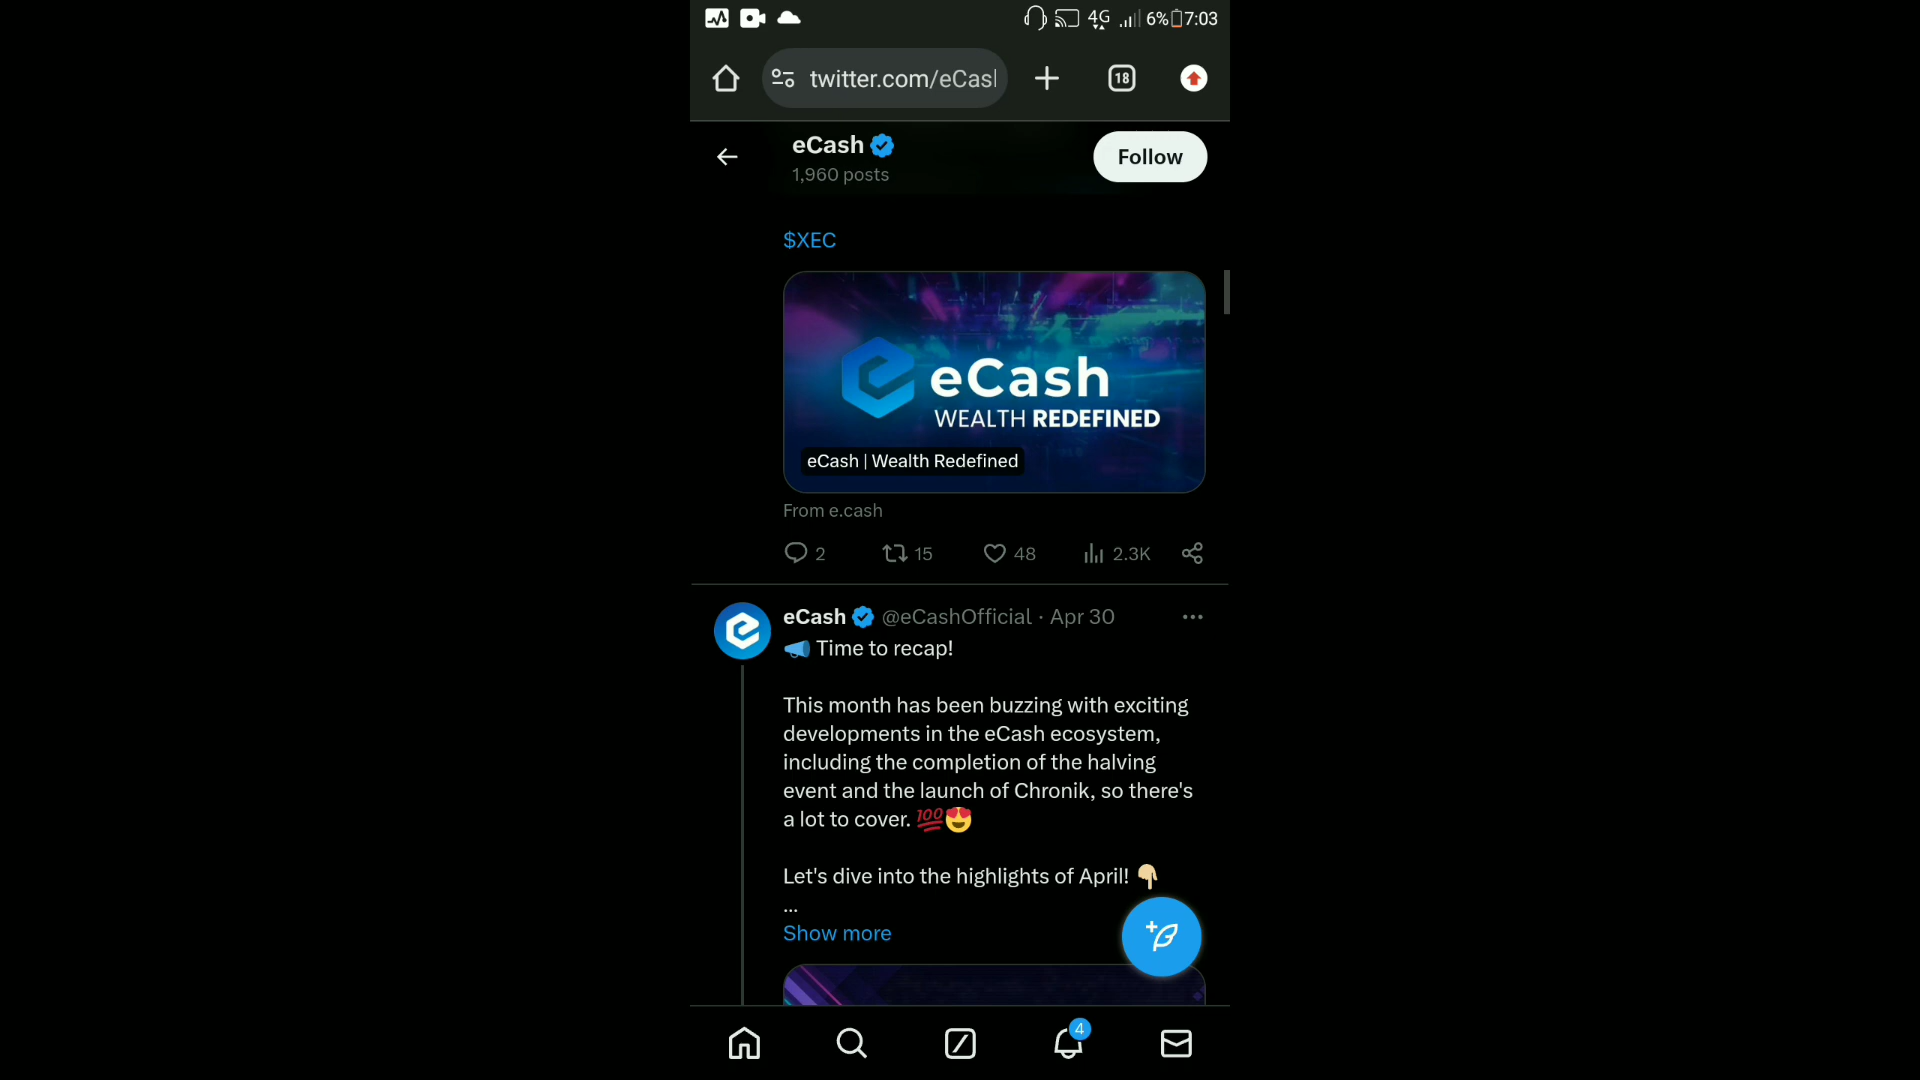 4G 6% 7:03
twitter.com/eCas
18
eCash
1,960 posts
Follow
$XEC
eCash
WEALTH REDEFINED
eCash | Wealth Redefined
From e.cash
2 15 48 2.3K
eCash @eCashOfficial · Apr 30
📣 Time to recap!
This month has been buzzing with exciting
developments in the eCash ecosystem,
including the completion of the halving
event and the launch of Chronik, so there's
a lot to cover. 💯😍
Let's dive into the highlights of April! 👇🏼
...
Show more
4